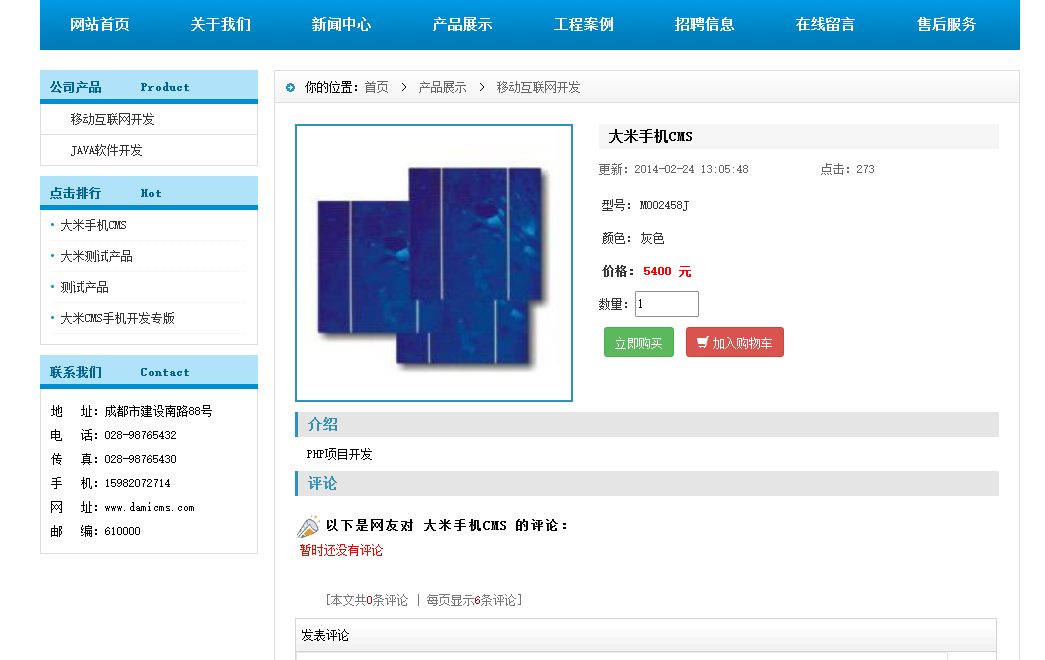 网站首页 关于我们 新闻中心 产品展示 工程案例 招聘信息 在线留言 售后服务
公司产品 Product
移动互联网开发
JAVA软件开发
点击排行 Hot
大米手机CMS
大米测试产品
测试产品
大米CMS手机开发专版
联系我们 Contact
地 址：成都市建设南路88号
电 话：028-98765432
传 真：028-98765430
手 机：15982072714
网 址：www.damicms.com
邮 编：610000
你的位置：首页 > 产品展示 > 移动互联网开发
大米手机CMS
更新：2014-02-24 13:05:48 点击：273
型号：M002458J
颜色：灰色
价格：5400 元
数量：1
立即购买 加入购物车
介绍
PHP项目开发
评论
以下是网友对 大米手机CMS 的评论：
暂时还没有评论
[本文共0条评论 | 每页显示6条评论]
发表评论